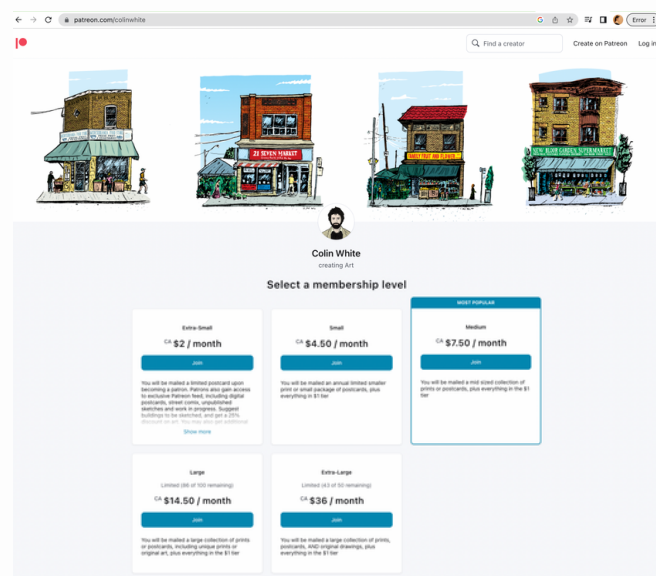 patreon.com/colinwhite
Error
Find a creator
Create on Patreon
Log in
21 SEVEN MARKET
EARLY FRUIT AND FLOWER
NEW BLOOR GARDEN SUPERMARKET
Colin White
creating Art
Select a membership level
MOST POPULAR
Extra-Small
CA $2 / month
Join
You will be mailed a limited postcard upon
becoming a patron. Patrons also gain access
to exclusive Patreon feed, including digital
postcards, street comix, unpublished
sketches and work in progress. Suggest
buildings to be sketched, and get a 25%
discount on art. You may also get additional
Show more
Small
CA $4.50 / month
Join
You will be mailed an annual limited smaller
print or small package of postcards, plus
everything in $1 tier
Medium
CA $7.50 / month
Join
You will be mailed a mid sized collection of
prints or postcards, plus everything in the $1
tier
Large
Limited (86 of 100 remaining)
CA $14.50 / month
Join
You will be mailed a large collection of prints
or postcards, including unique prints or
original art, plus everything in the $1 tier
Extra-Large
Limited (43 of 50 remaining)
CA $36 / month
Join
You will be mailed a large collection of prints,
postcards, AND original drawings, plus
everything in the $1 tier